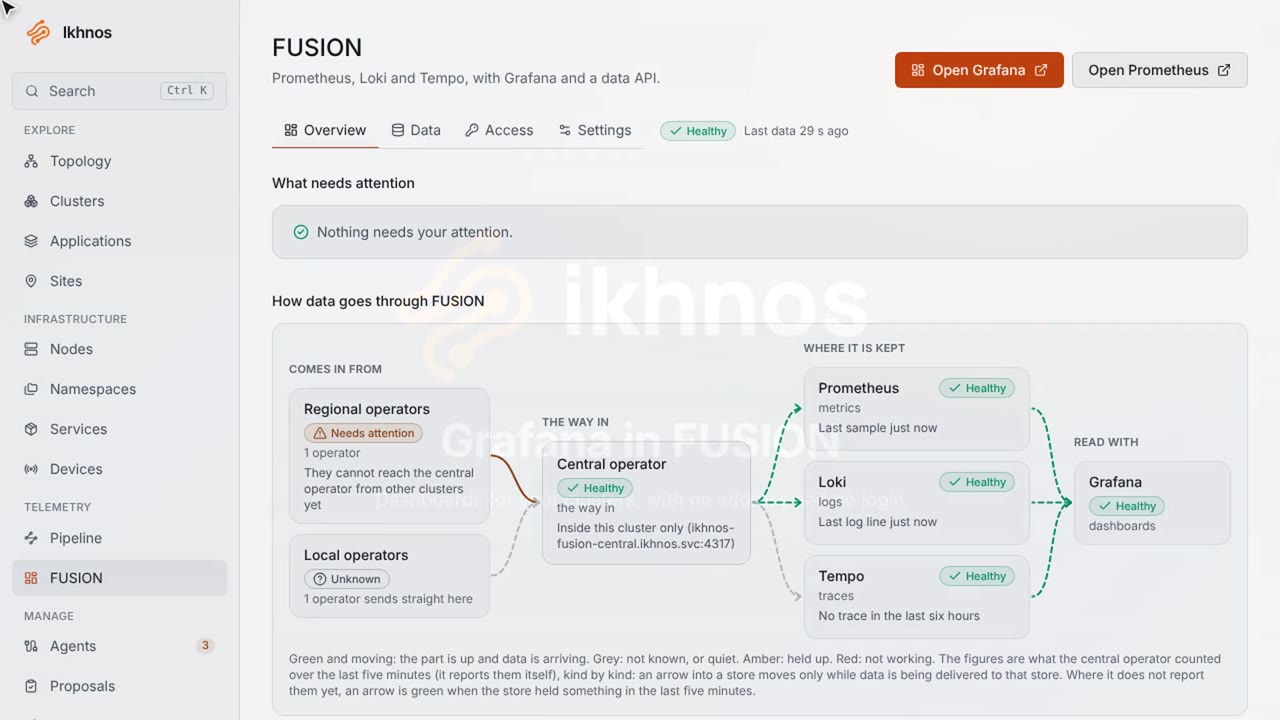 Ikhnos
Search
Ctrl K
EXPLORE
Topology
Clusters
Applications
Sites
INFRASTRUCTURE
Nodes
Namespaces
Services
Devices
TELEMETRY
Pipeline
FUSION
MANAGE
Agents
3
Proposals
FUSION
Prometheus, Loki and Tempo, with Grafana and a data API.
Open Grafana
Open Prometheus
Overview
Data
Access
Settings
Healthy
Last data 29 s ago
What needs attention
Nothing needs your attention.
ikhnos
How data goes through FUSION
COMES IN FROM
Regional operators
Needs attention
1 operator
They cannot reach the central
operator from other clusters
yet
Local operators
Unknown
1 operator sends straight here
THE WAY IN
Grafana in FUSION
Central operator
Healthy
the way in
Inside this cluster only (ikhnos-
fusion-central.ikhnos.svc:4317)
WHERE IT IS KEPT
Prometheus
Healthy
metrics
Last sample just now
Loki
Healthy
logs
Last log line just now
Tempo
Healthy
traces
No trace in the last six hours
READ WITH
Grafana
Healthy
dashboards
Green and moving: the part is up and data is arriving. Grey: not known, or quiet. Amber: held up. Red: not working. The figures are what the central operator counted
over the last five minutes (it reports them itself), kind by kind: an arrow into a store moves only while data is being delivered to that store. Where it does not report
them yet, an arrow is green when the store held something in the last five minutes.